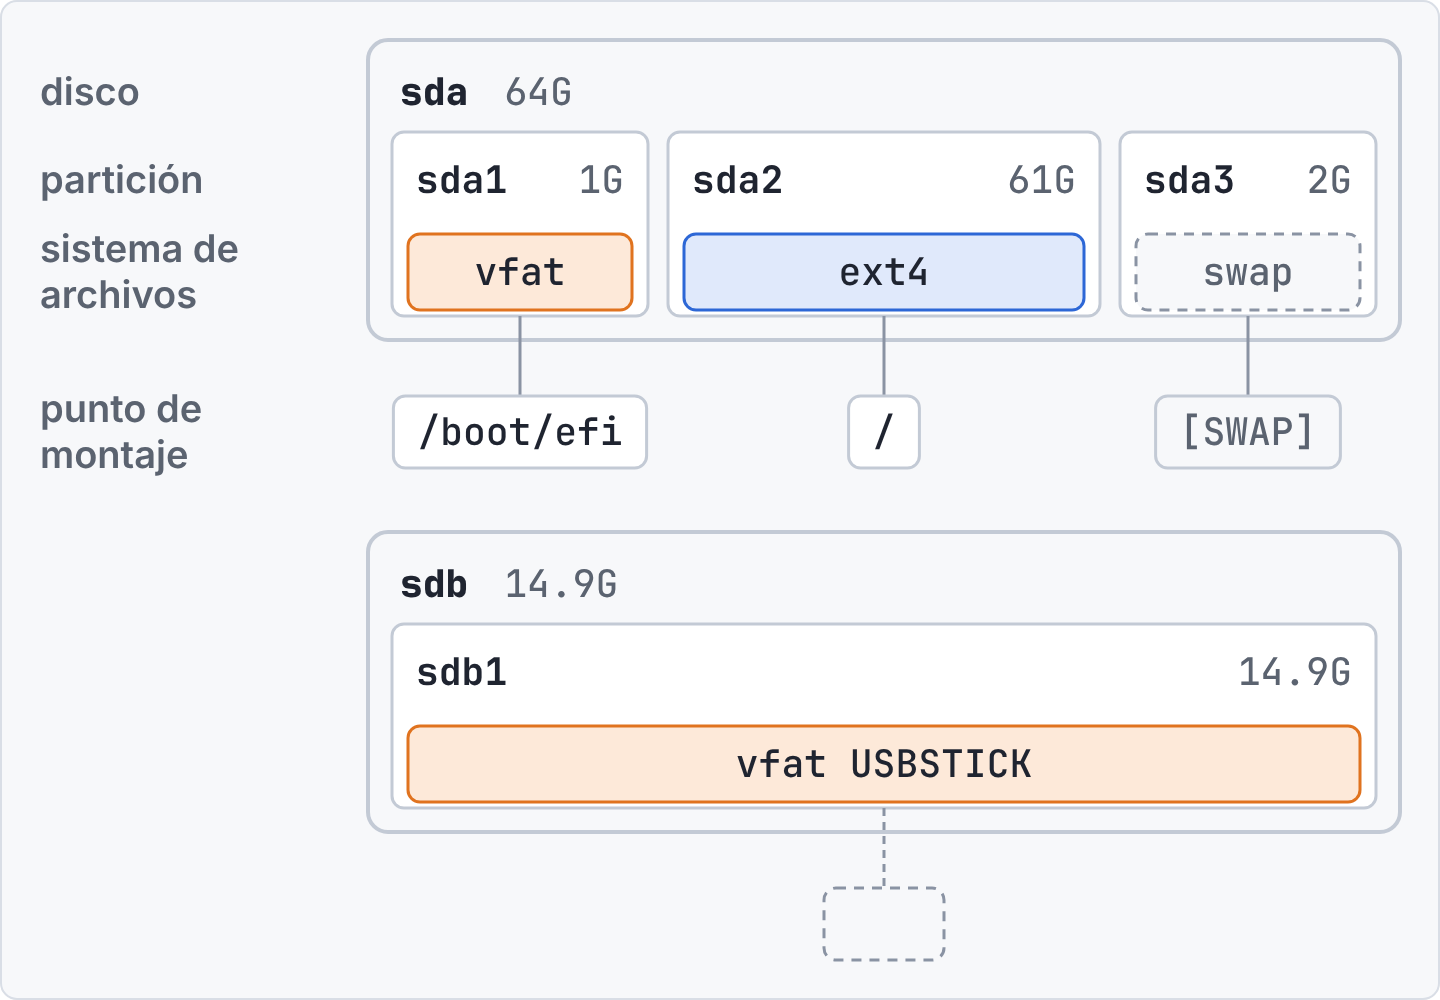 disco
sda 64G
partición
sda1 1G
sda2 61G
sda3 2G
sistema de
archivos
vfat
ext4
swap
punto de
montaje
/boot/efi
/
[SWAP]
sdb 14.9G
sdb1 14.9G
vfat USBSTICK